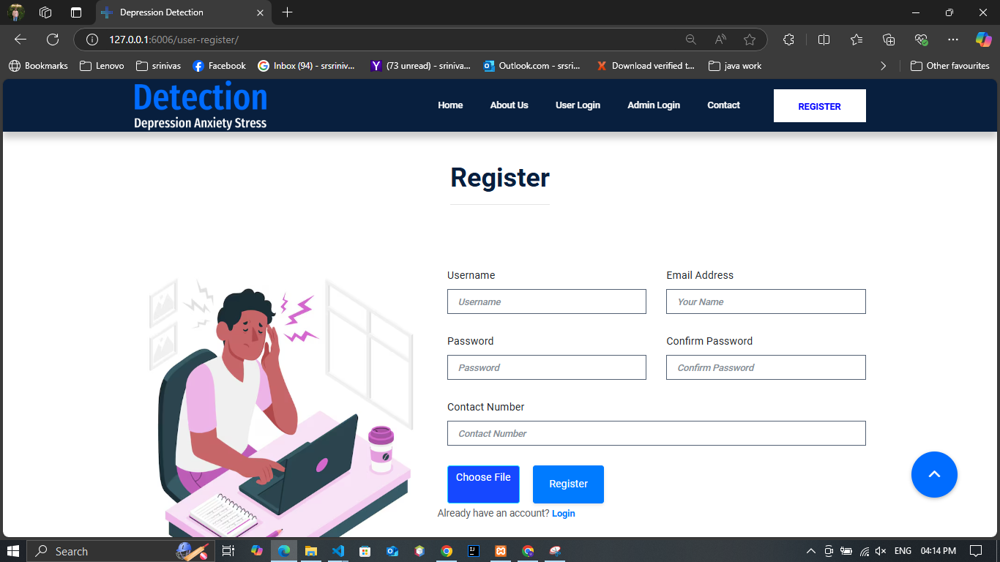 Depression Detection
127.0.0.1:6006/user-register/
Bookmarks Lenovo srinivas Facebook Inbox (94) - srsriniv... (73 unread) - sriniva... Outlook.com - srsri... Download verified t... java work Other favourites
Detection
Depression Anxiety Stress
Home About Us User Login Admin Login Contact REGISTER
Register
Username Email Address
Username Your Name
Password Confirm Password
Password Confirm Password
Contact Number
Contact Number
Choose File Register
Already have an account? Login
Search ENG 04:14 PM